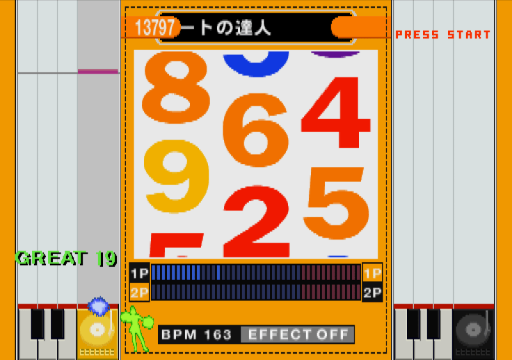 13797
ートの達人
PRESS START
8
6
4
9
5
2
GREAT 19
1P
1P
2P
2P
BPM 163
EFFECT OFF